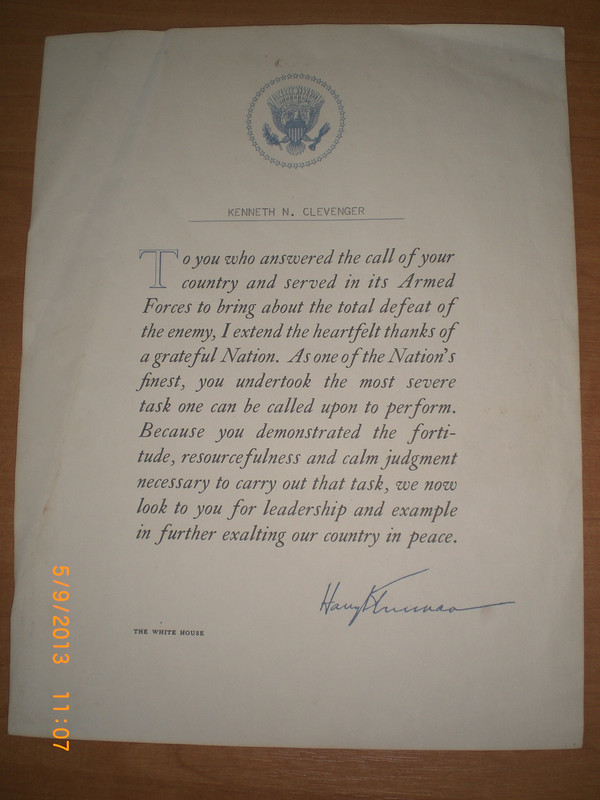 KENNETH N. CLEVENGER
To you who answered the call of your
country and served in its Armed
Forces to bring about the total defeat of
the enemy, I extend the heartfelt thanks of
a grateful Nation. As one of the Nation's
finest, you undertook the most severe
task one can be called upon to perform.
Because you demonstrated the forti-
tude, resourcefulness and calm judgment
necessary to carry out that task, we now
look to you for leadership and example
in further exalting our country in peace.
Harry Truman
THE WHITE HOUSE
5/9/2013 11:07